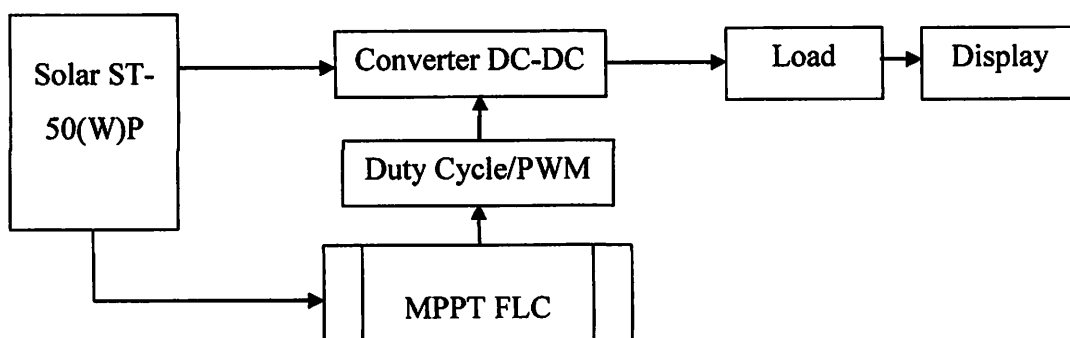 Solar ST-
50(W)P
Converter DC-DC
Load
Display
Duty Cycle/PWM
MPPT FLC